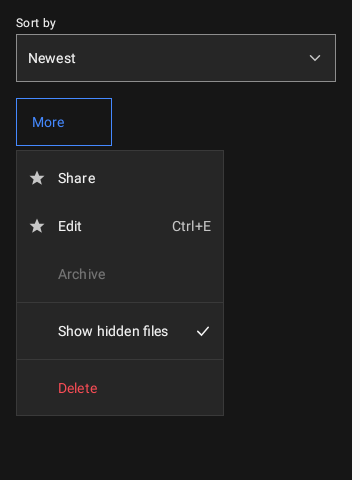 Sort by
Newest
More
Share
Edit Ctrl+E
Archive
Show hidden files
Delete